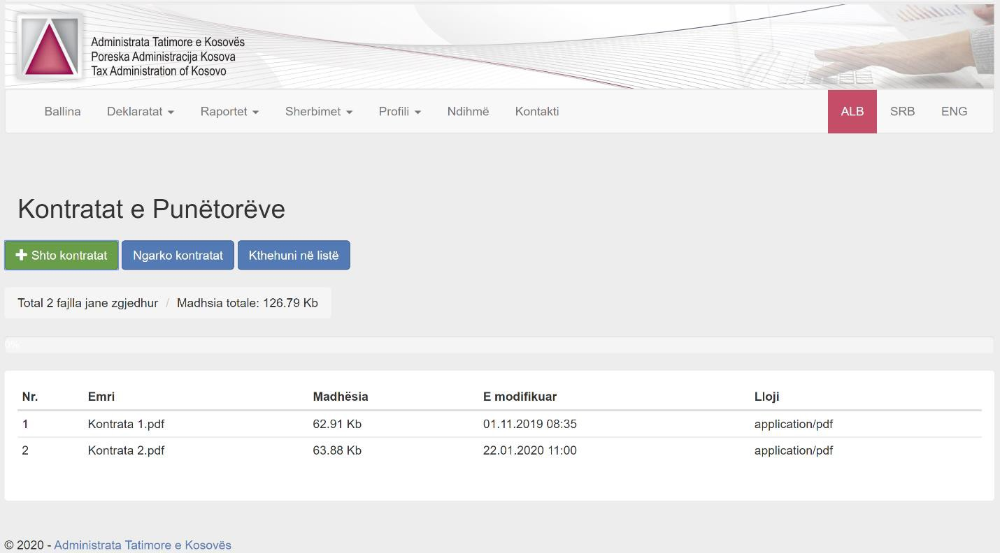 Administrata Tatimore e Kosovës
Poreska Administracija Kosova
Tax Administration of Kosovo
Ballina Deklaratat Raportet Sherbimet Profili Ndihmë Kontakti ALB SRB ENG
Kontratat e Punëtorëve
Shto kontratat Ngarko kontratat Kthehuni në listë
Total 2 fajlla jane zgjedhur / Madhsia totale: 126.79 Kb
0%
Nr. Emri Madhësia E modifikuar Lloji
1 Kontrata 1.pdf 62.91 Kb 01.11.2019 08:35 application/pdf
2 Kontrata 2.pdf 63.88 Kb 22.01.2020 11:00 application/pdf
© 2020 - Administrata Tatimore e Kosovës